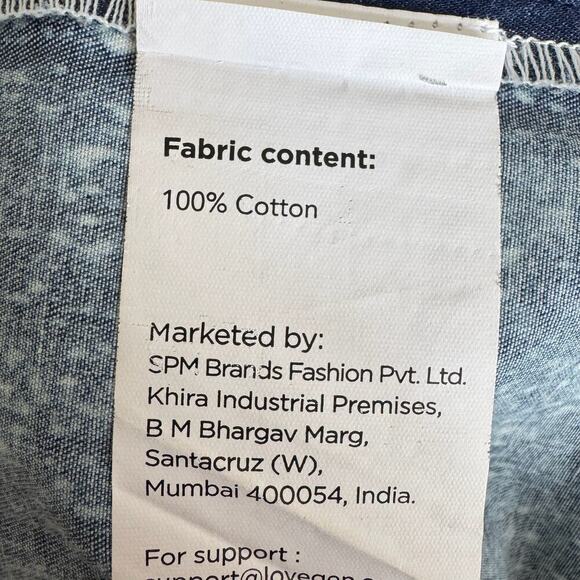 Fabric content:
100% Cotton
Marketed by:
SPM Brands Fashion Pvt. Ltd.
Khira Industrial Premises,
B M Bhargav Marg,
Santacruz (W),
Mumbai 400054, India.
For support :